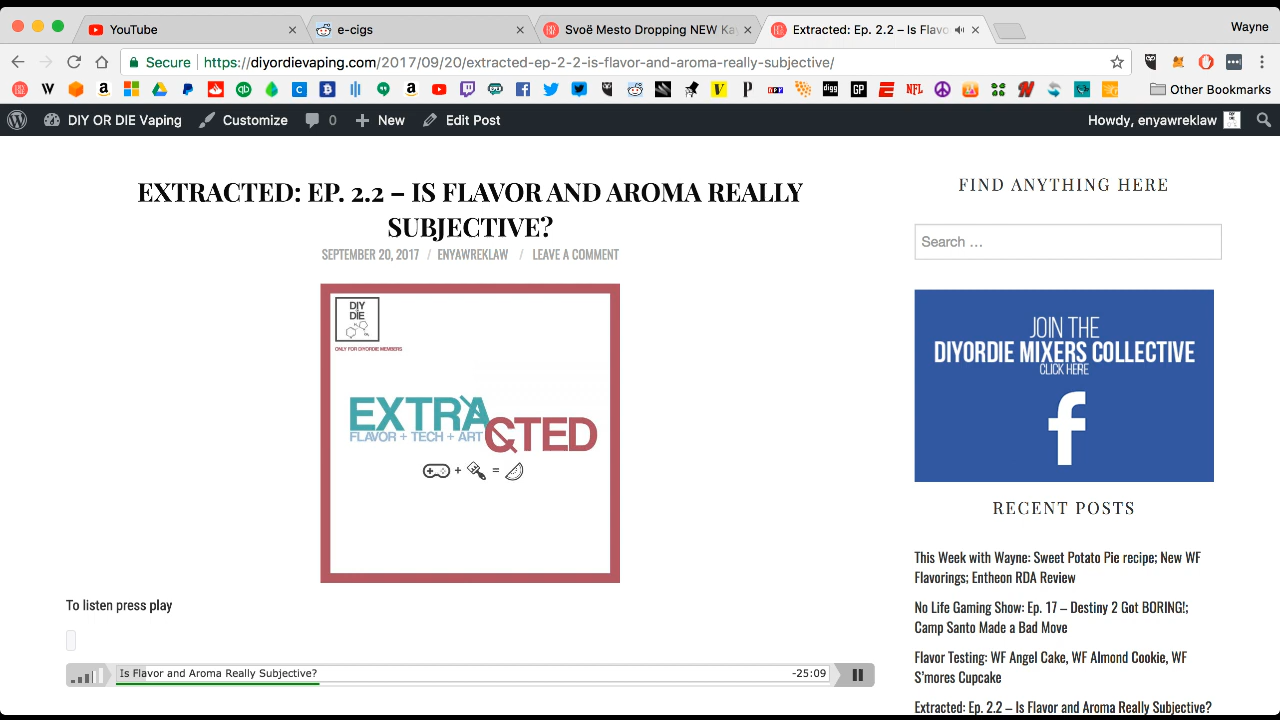 YouTube
e-cigs
Svoë Mesto Dropping NEW Ka
Extracted: Ep. 2.2 – Is Flavo
Wayne
Secure
https://diyordievaping.com/2017/09/20/extracted-ep-2-2-is-flavor-and-aroma-really-subjective/
Other Bookmarks
DIY OR DIE Vaping
Customize
0
New
Edit Post
Howdy, enyawreklaw
EXTRACTED: EP. 2.2 – IS FLAVOR AND AROMA REALLY
SUBJECTIVE?
SEPTEMBER 20, 2017 / ENYAWREKLAW / LEAVE A COMMENT
DIY
DIE
ONLY FOR DIYORDIE MEMBERS
EXTRACTED
FLAVOR + TECH + ART
+ =
To listen press play
Is Flavor and Aroma Really Subjective?
-25:09
FIND ANYTHING HERE
Search …
JOIN THE
DIYORDIE MIXERS COLLECTIVE
CLICK HERE
f
RECENT POSTS
This Week with Wayne: Sweet Potato Pie recipe; New WF
Flavorings; Entheon RDA Review
No Life Gaming Show: Ep. 17 – Destiny 2 Got BORING!;
Camp Santo Made a Bad Move
Flavor Testing: WF Angel Cake, WF Almond Cookie, WF
S'mores Cupcake
Extracted: Ep. 2.2 – Is Flavor and Aroma Really Subjective?